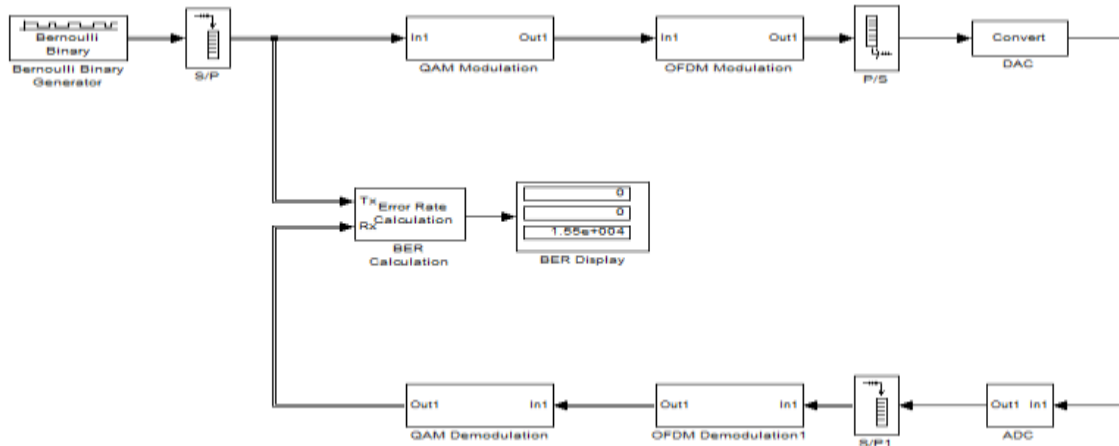 Bernoulli
Binary
Bernoulli Binary
Generator
S/P
In1
Out1
QAM Modulation
In1
Out1
OFDM Modulation
P/S
Convert
DAC
Tx
Rx
Error Rate
Calculation
BER
Calculation
0
0
1.55e+004
BER Display
Out1
In1
QAM Demodulation
Out1
In1
OFDM Demodulation1
S/P1
Out1
In1
ADC